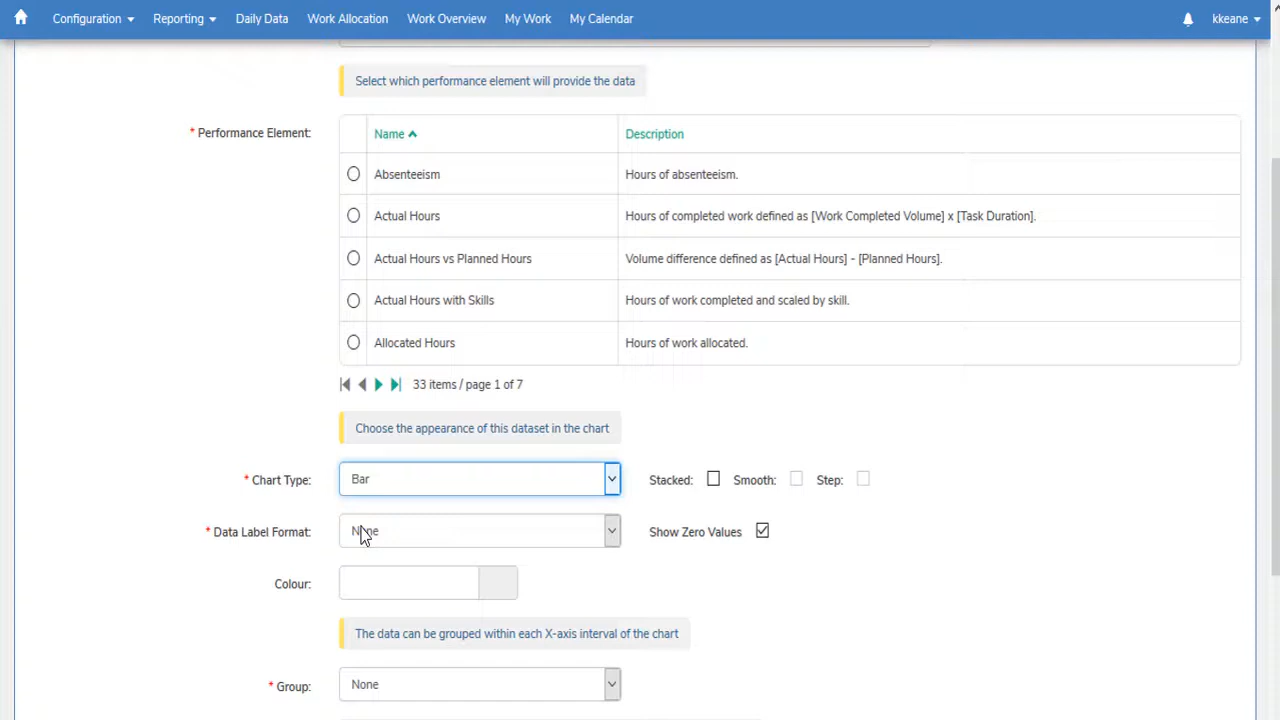 Configuration Reporting Daily Data Work Allocation Work Overview My Work My Calendar kkeane
Select which performance element will provide the data
* Performance Element:
Name Description
Absenteeism Hours of absenteeism.
Actual Hours Hours of completed work defined as [Work Completed Volume] x [Task Duration].
Actual Hours vs Planned Hours Volume difference defined as [Actual Hours] - [Planned Hours].
Actual Hours with Skills Hours of work completed and scaled by skill.
Allocated Hours Hours of work allocated.
33 items / page 1 of 7
Choose the appearance of this dataset in the chart
* Chart Type: Bar Stacked: Smooth: Step:
* Data Label Format: None Show Zero Values
Colour:
The data can be grouped within each X-axis interval of the chart
* Group: None